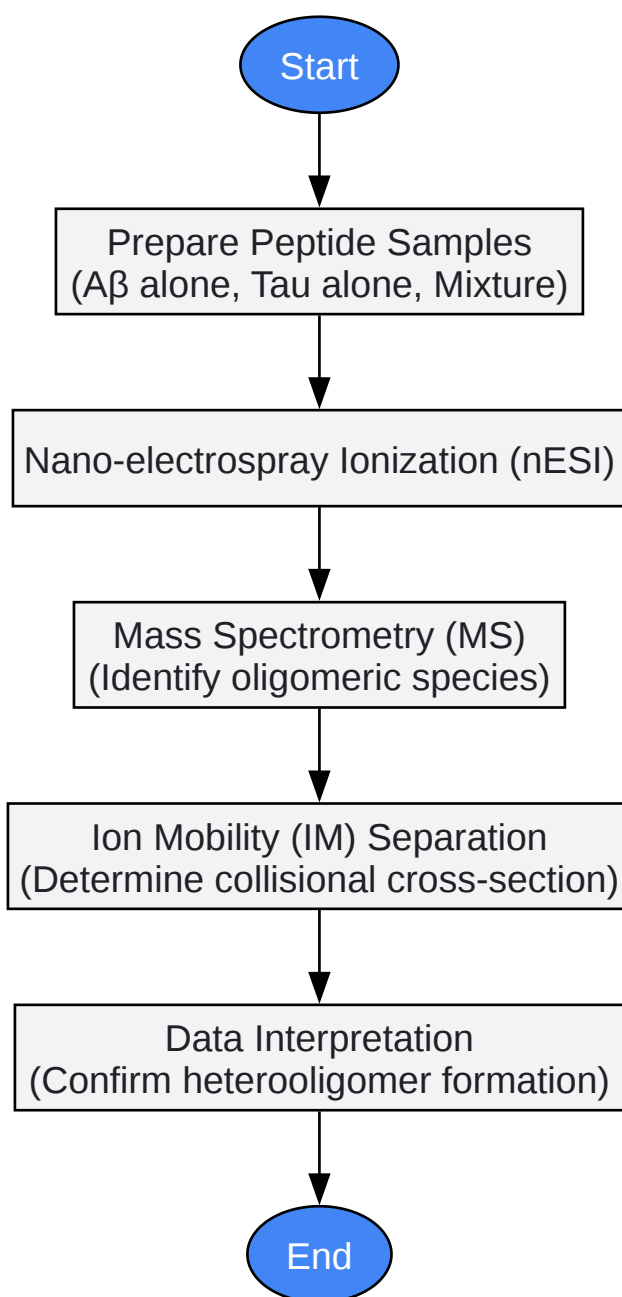 Start
Prepare Peptide Samples
(Aβ alone, Tau alone, Mixture)
Nano-electrospray Ionization (nESI)
Mass Spectrometry (MS)
(Identify oligomeric species)
Ion Mobility (IM) Separation
(Determine collisional cross-section)
Data Interpretation
(Confirm heterooligomer formation)
End